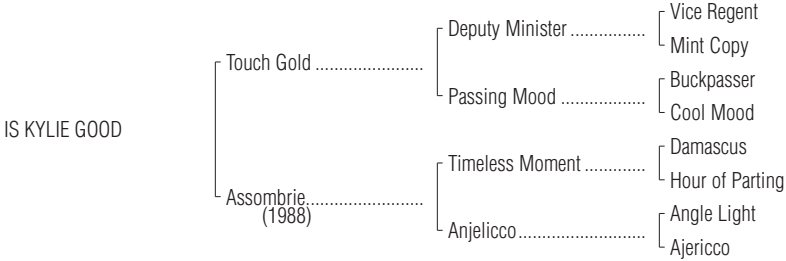 Vice Regent
Deputy Minister ................
Mint Copy
Touch Gold .......................
Buckpasser
Passing Mood ..................
Cool Mood
IS KYLIE GOOD
Damascus
Timeless Moment .............
Hour of Parting
Assombrie.........................
(1988)
Angle Light
Anjelicco...........................
Ajericco